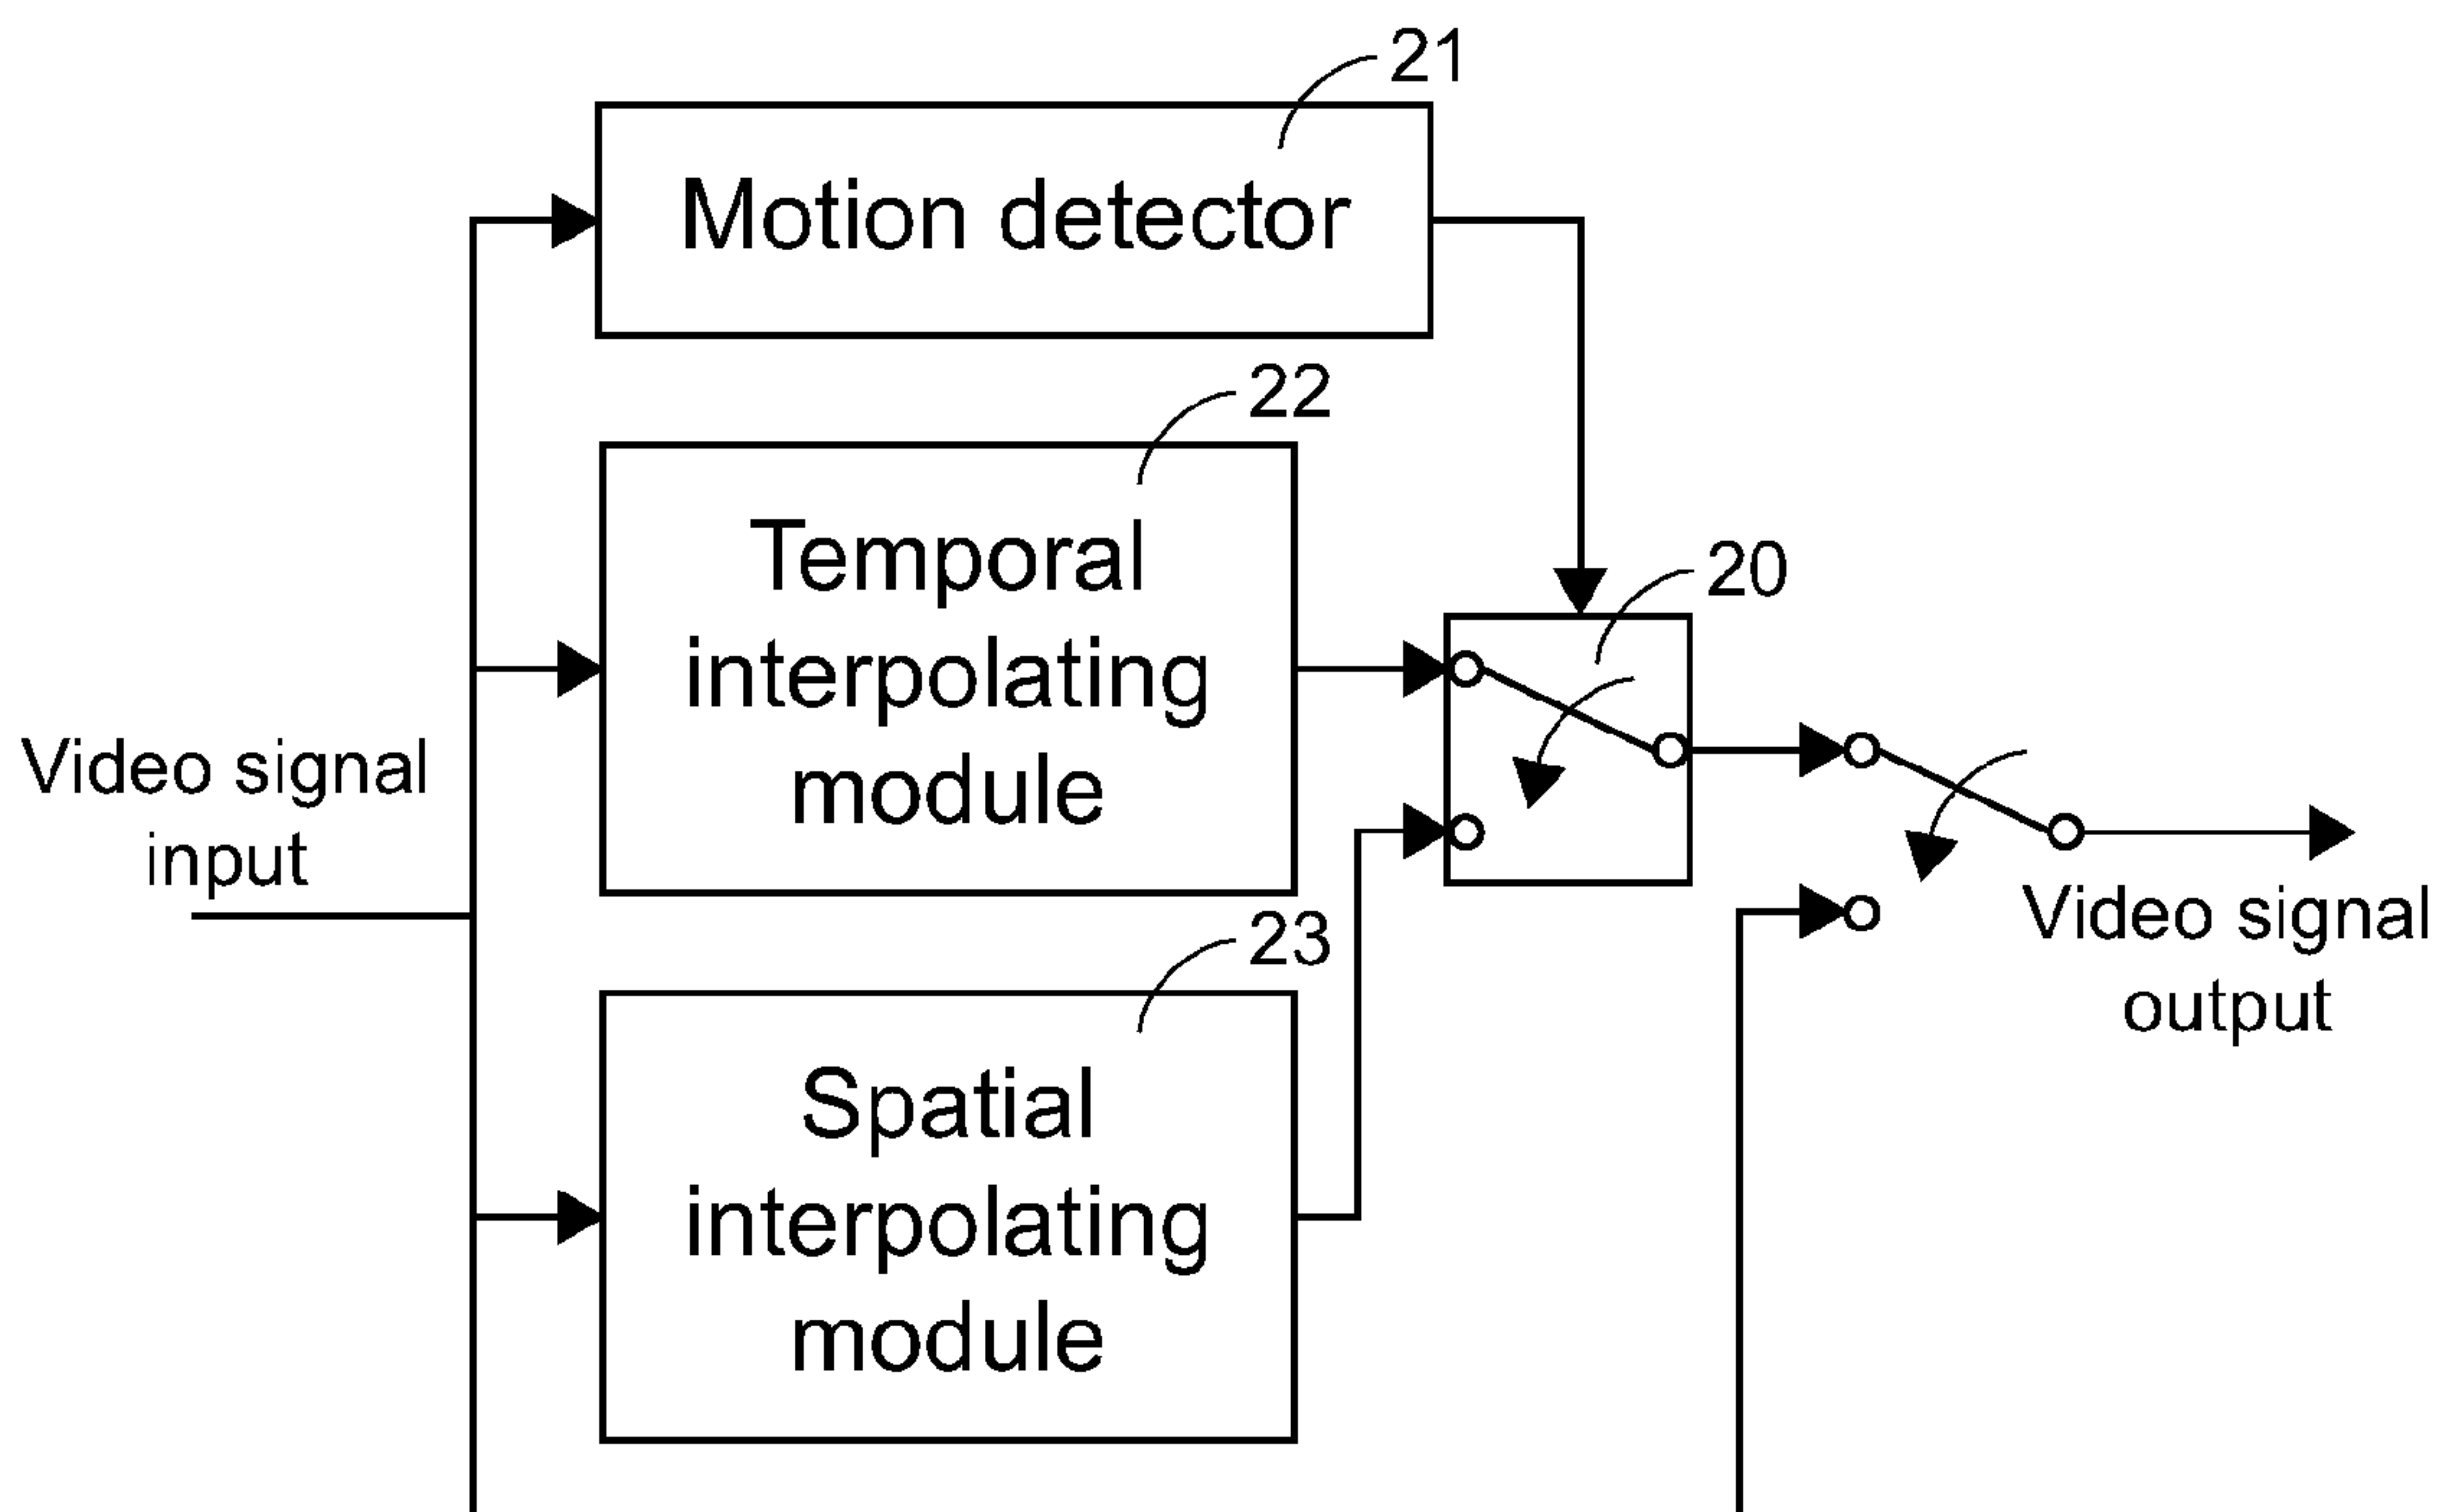 21
Motion detector
22
Temporal
interpolating
module
20
Video signal
input
Video signal
output
23
Spatial
interpolating
module